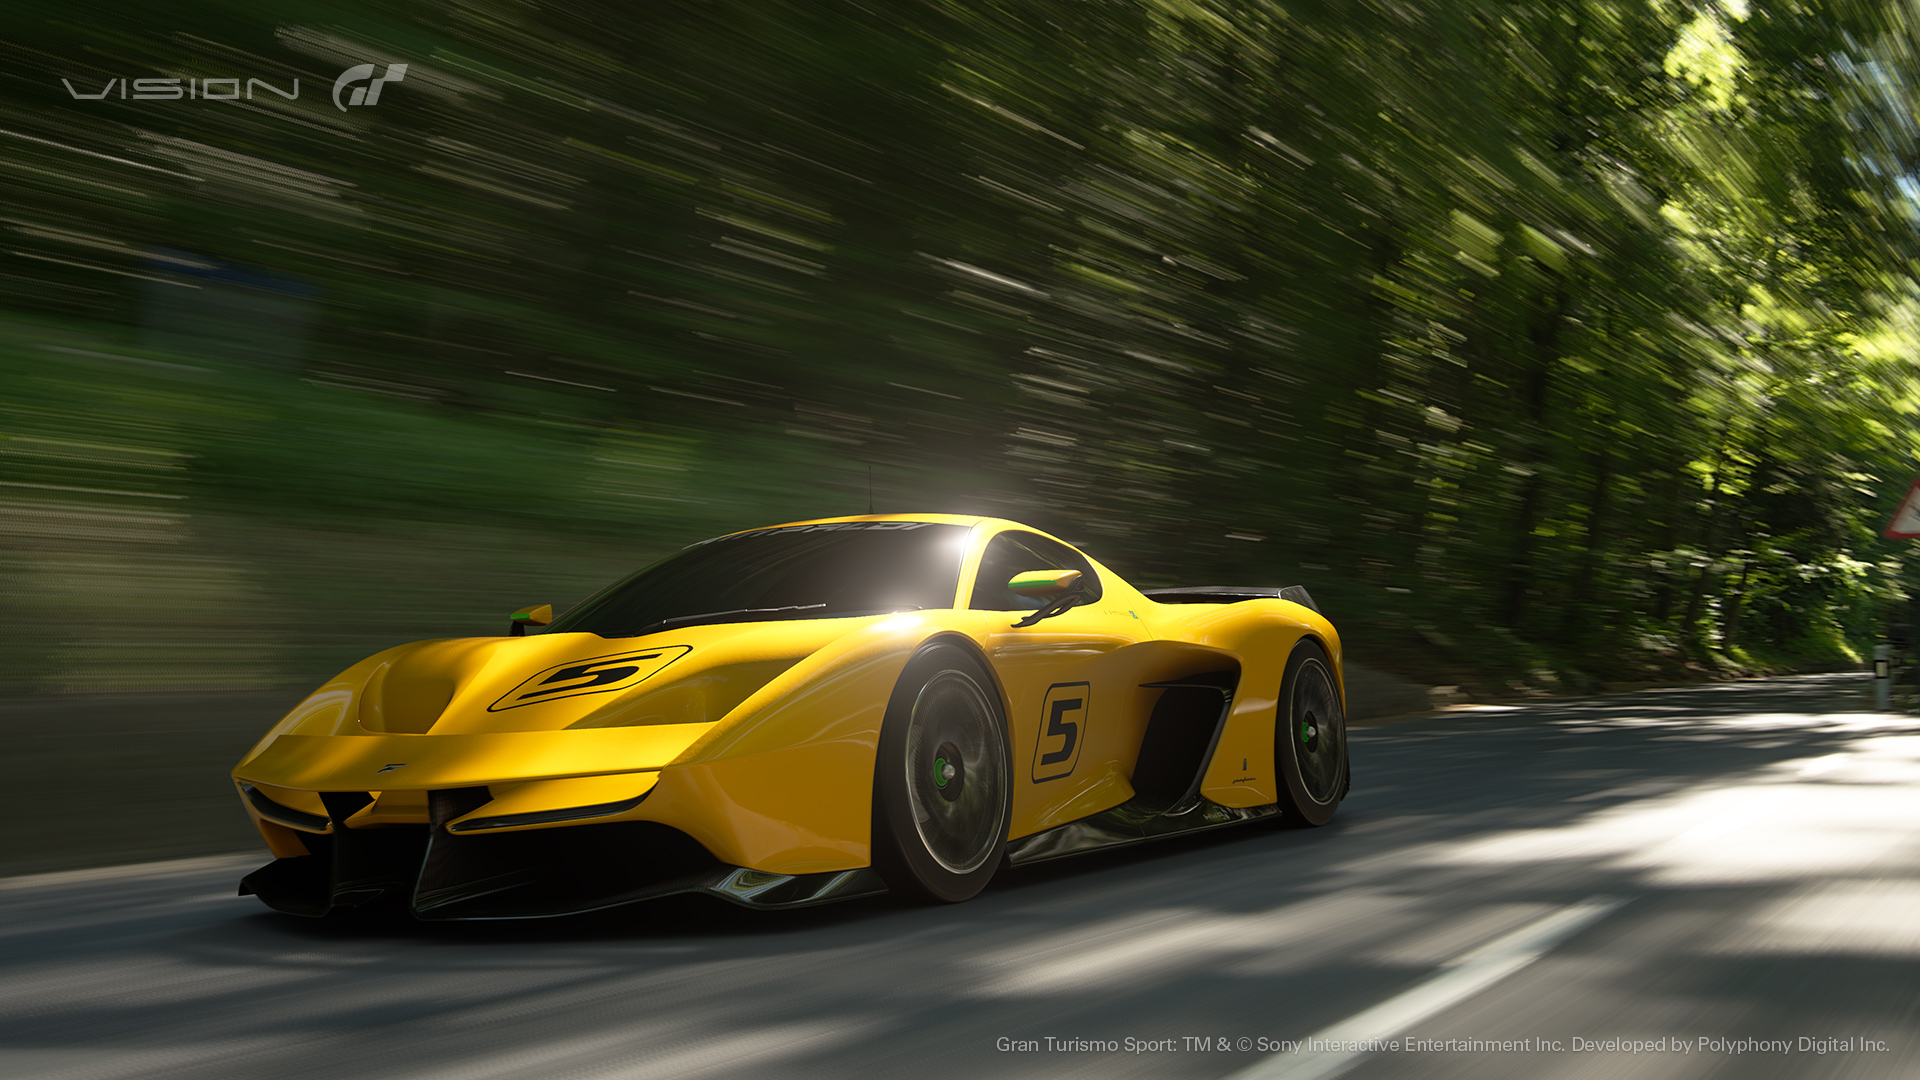 VISION GT
5
5
Gran Turismo Sport: TM & © Sony Interactive Entertainment Inc. Developed by Polyphony Digital Inc.